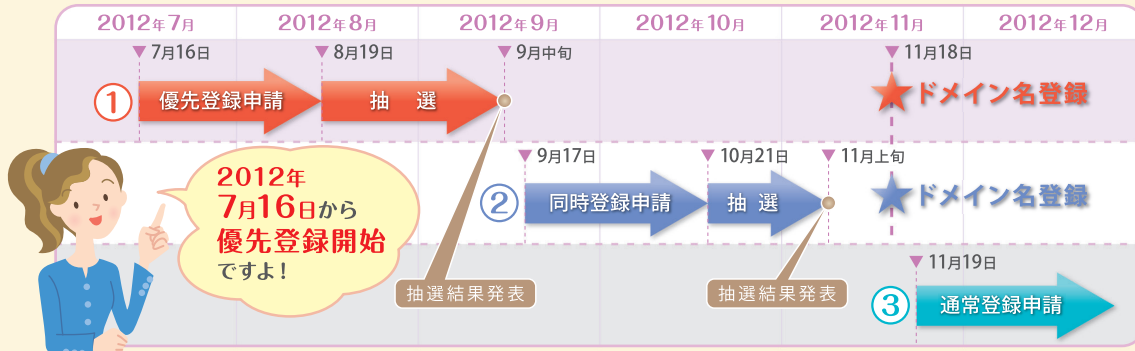 2012年7月
2012年8月
2012年9月
2012年10月
2012年11月
2012年12月
7月16日
8月19日
9月中旬
11月18日
①
優先登録申請
抽 選
ドメイン名登録
9月17日
10月21日
11月上旬
②
同時登録申請
抽 選
ドメイン名登録
2012年
7月16日から
優先登録開始
ですよ!
抽選結果発表
抽選結果発表
11月19日
③
通常登録申請